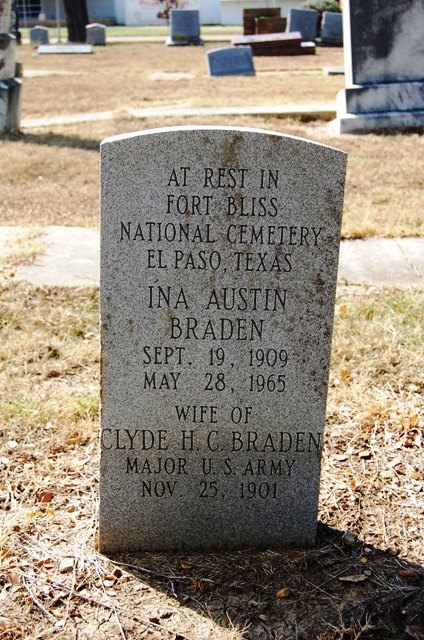 AT REST IN
FORT BLISS
NATIONAL CEMETERY
EL PASO, TEXAS
INA AUSTIN
BRADEN
SEPT. 19, 1909
MAY 28, 1965
WIFE OF
CLYDE H. C. BRADEN
MAJOR U. S. ARMY
NOV. 25, 1901